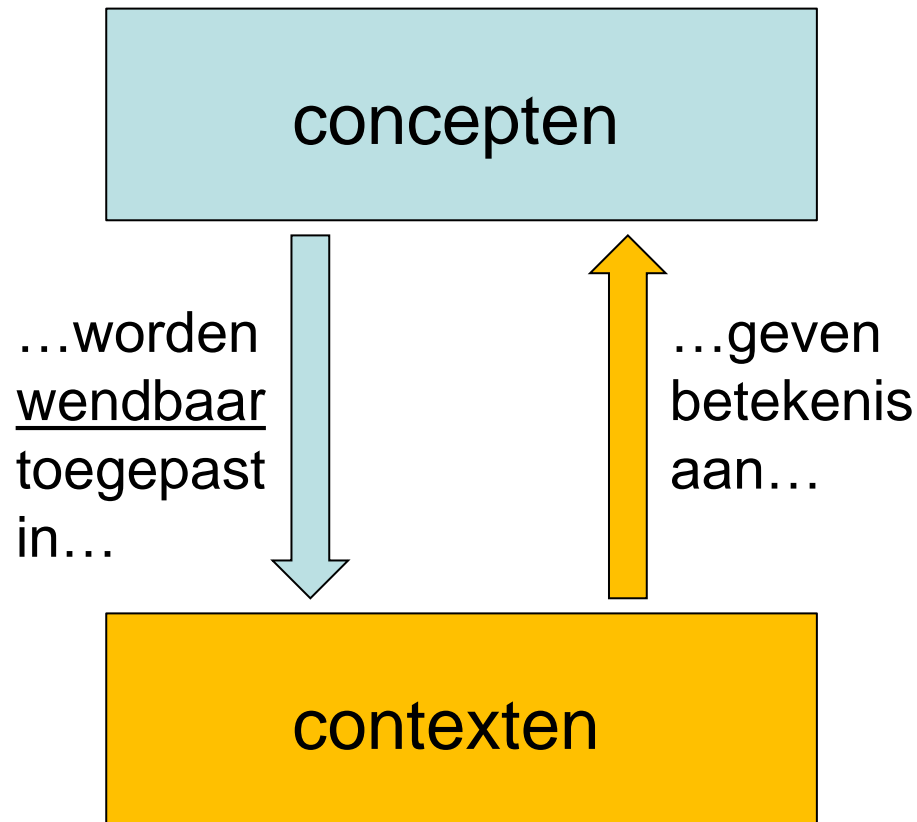 concepten
…worden
wendbaar
toegepast
in…
…geven
betekenis
aan…
contexten